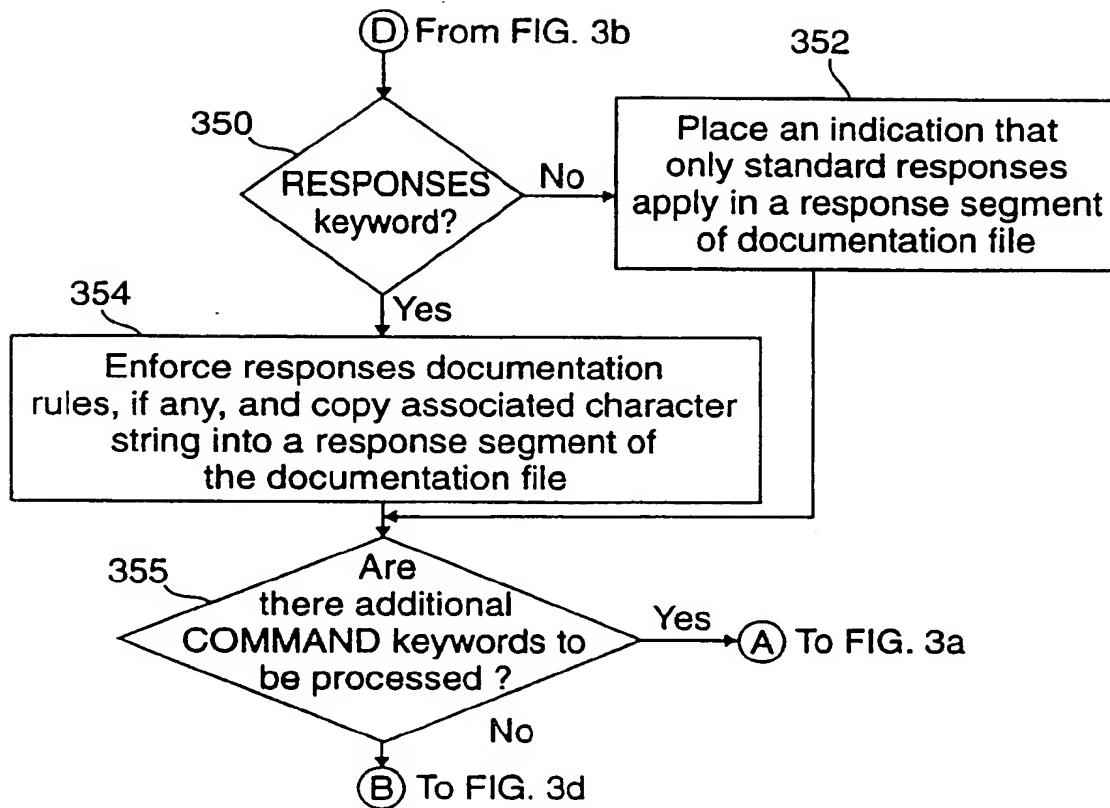 D From FIG. 3b
352
350
RESPONSES
keyword?
No
Place an indication that
only standard responses
apply in a response segment
of documentation file
354
Yes
Enforce responses documentation
rules, if any, and copy associated character
string into a response segment of
the documentation file
355
Are
there additional
COMMAND keywords to
be processed ?
Yes
A To FIG. 3a
No
B To FIG. 3d